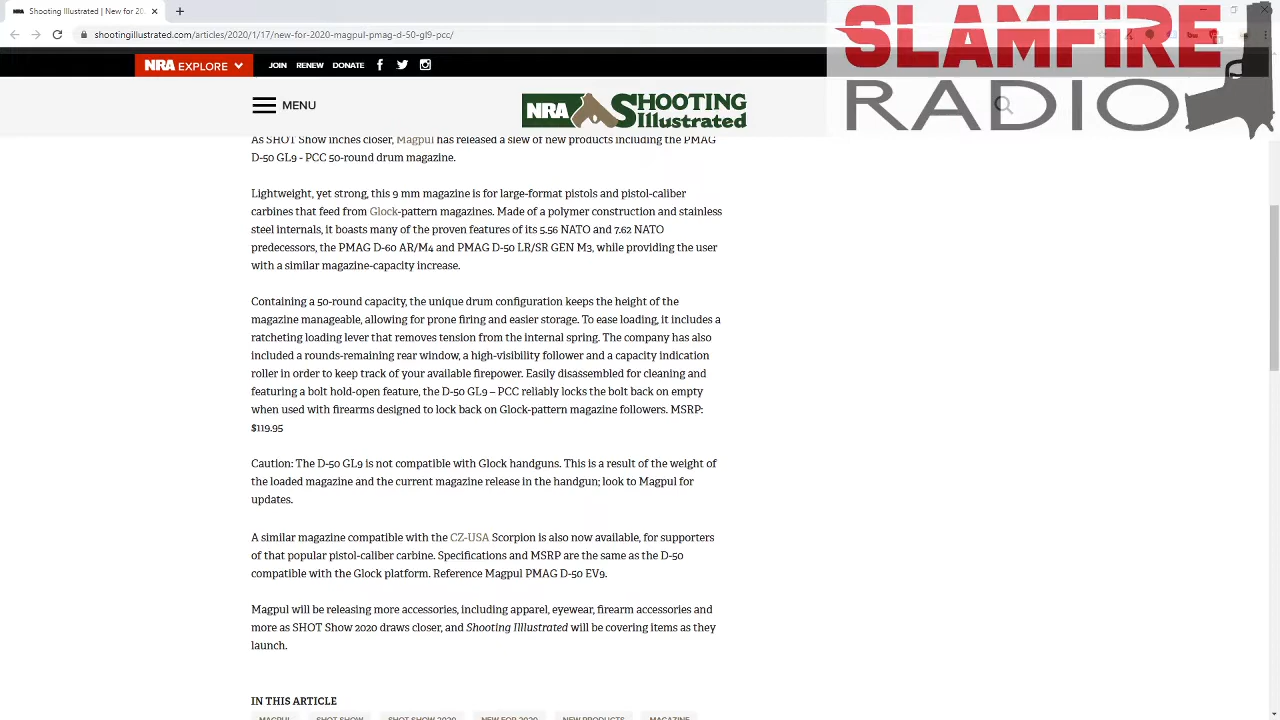 Shooting Illustrated | New for 20
shootingillustrated.com/articles/2020/1/17/new-for-2020-magpul-pmag-d-50-gl9-pcc/
SLAMFIRE
RADIO
NRA EXPLORE
JOIN RENEW DONATE
MENU
NRA SHOOTING
ILLUSTRATED
As SHOT Show inches closer, Magpul has released a slew of new products including the PMAG
D-50 GL9 - PCC 50-round drum magazine.
Lightweight, yet strong, this 9 mm magazine is for large-format pistols and pistol-caliber
carbines that feed from Glock-pattern magazines. Made of a polymer construction and stainless
steel internals, it boasts many of the proven features of its 5.56 NATO and 7.62 NATO
predecessors, the PMAG D-60 AR/M4 and PMAG D-50 LR/SR GEN M3, while providing the user
with a similar magazine-capacity increase.
Containing a 50-round capacity, the unique drum configuration keeps the height of the
magazine manageable, allowing for prone firing and easier storage. To ease loading, it includes a
ratcheting loading lever that removes tension from the internal spring. The company has also
included a rounds-remaining rear window, a high-visibility follower and a capacity indication
roller in order to keep track of your available firepower. Easily disassembled for cleaning and
featuring a bolt hold-open feature, the D-50 GL9 – PCC reliably locks the bolt back on empty
when used with firearms designed to lock back on Glock-pattern magazine followers. MSRP:
$119.95
Caution: The D-50 GL9 is not compatible with Glock handguns. This is a result of the weight of
the loaded magazine and the current magazine release in the handgun; look to Magpul for
updates.
A similar magazine compatible with the CZ-USA Scorpion is also now available, for supporters
of that popular pistol-caliber carbine. Specifications and MSRP are the same as the D-50
compatible with the Glock platform. Reference Magpul PMAG D-50 EV9.
Magpul will be releasing more accessories, including apparel, eyewear, firearm accessories and
more as SHOT Show 2020 draws closer, and Shooting Illustrated will be covering items as they
launch.
IN THIS ARTICLE
MAGPUL SHOT SHOW SHOT SHOW 2020 NEW FOR 2020 NEW PRODUCTS MAGAZINE